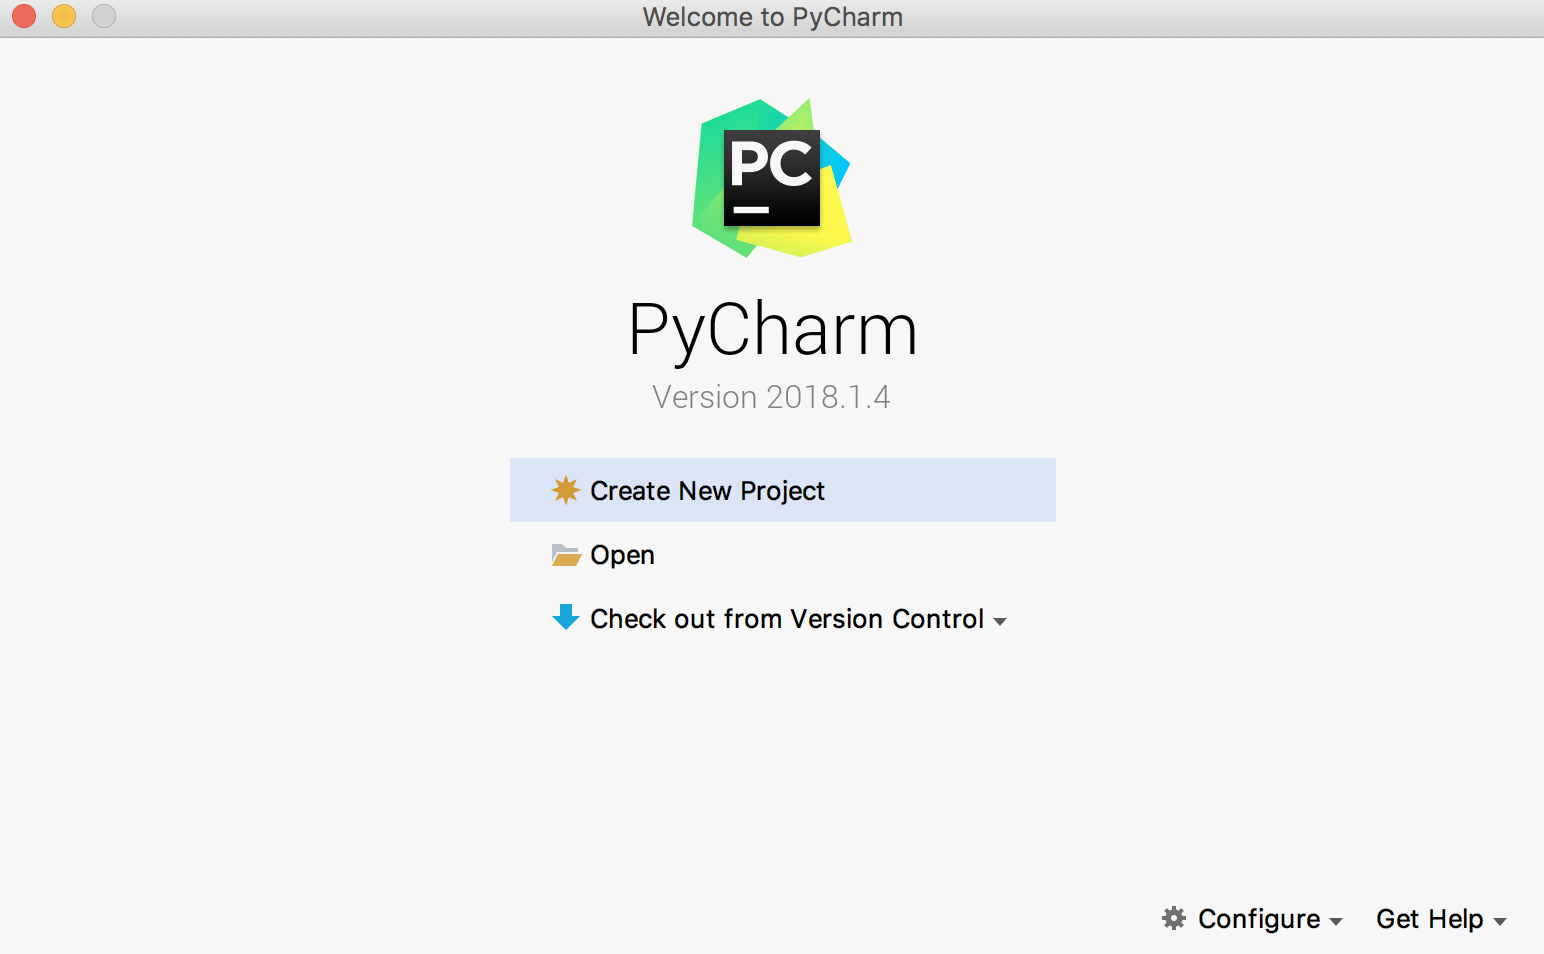 Welcome to PyCharm
PC
PyCharm
Version 2018.1.4
Create New Project
Open
Check out from Version Control
Configure
Get Help